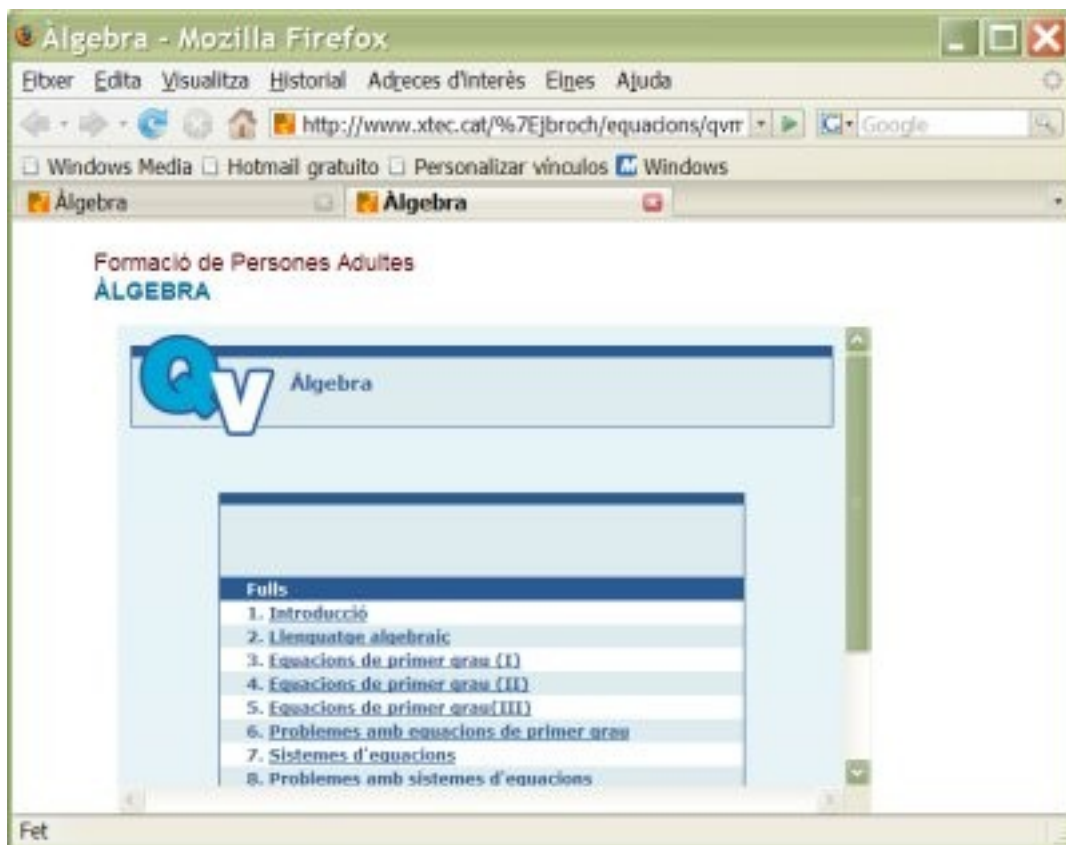 Àlgebra - Mozilla Firefox
Fitxer Edita Visualitza Historial Adreces d'interès Eines Ajuda
http://www.xtec.cat/%7Ejbroch/equacions/qvm Google
Windows Media Hotmail gratuito Personalizar vínculos Windows
Àlgebra Àlgebra
Formació de Persones Adultes
ÀLGEBRA
QV Àlgebra
Fulls
1. Introducció
2. Llenguatge algebraic
3. Equacions de primer grau (I)
4. Equacions de primer grau (II)
5. Equacions de primer grau(III)
6. Problemes amb equacions de primer grau
7. Sistemes d'equacions
8. Problemes amb sistemes d'equacions
Fet